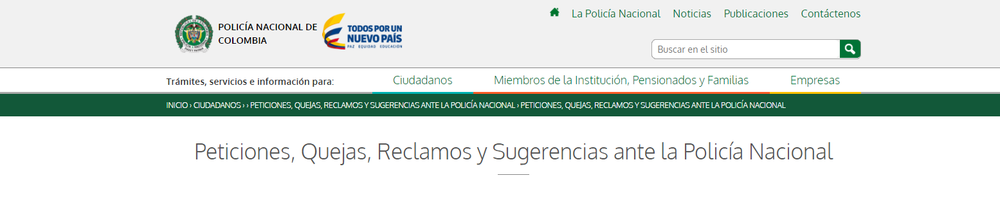 La Policía Nacional Noticias Publicaciones Contáctenos
POLICÍA NACIONAL DE
COLOMBIA
TODOS POR UN
NUEVO PAÍS
PAZ EQUIDAD EDUCACIÓN
Buscar en el sitio
Trámites, servicios e información para: Ciudadanos Miembros de la Institución, Pensionados y Familias Empresas
INICIO › CIUDADANOS › › PETICIONES, QUEJAS, RECLAMOS Y SUGERENCIAS ANTE LA POLICÍA NACIONAL › PETICIONES, QUEJAS, RECLAMOS Y SUGERENCIAS ANTE LA POLICÍA NACIONAL
Peticiones, Quejas, Reclamos y Sugerencias ante la Policía Nacional